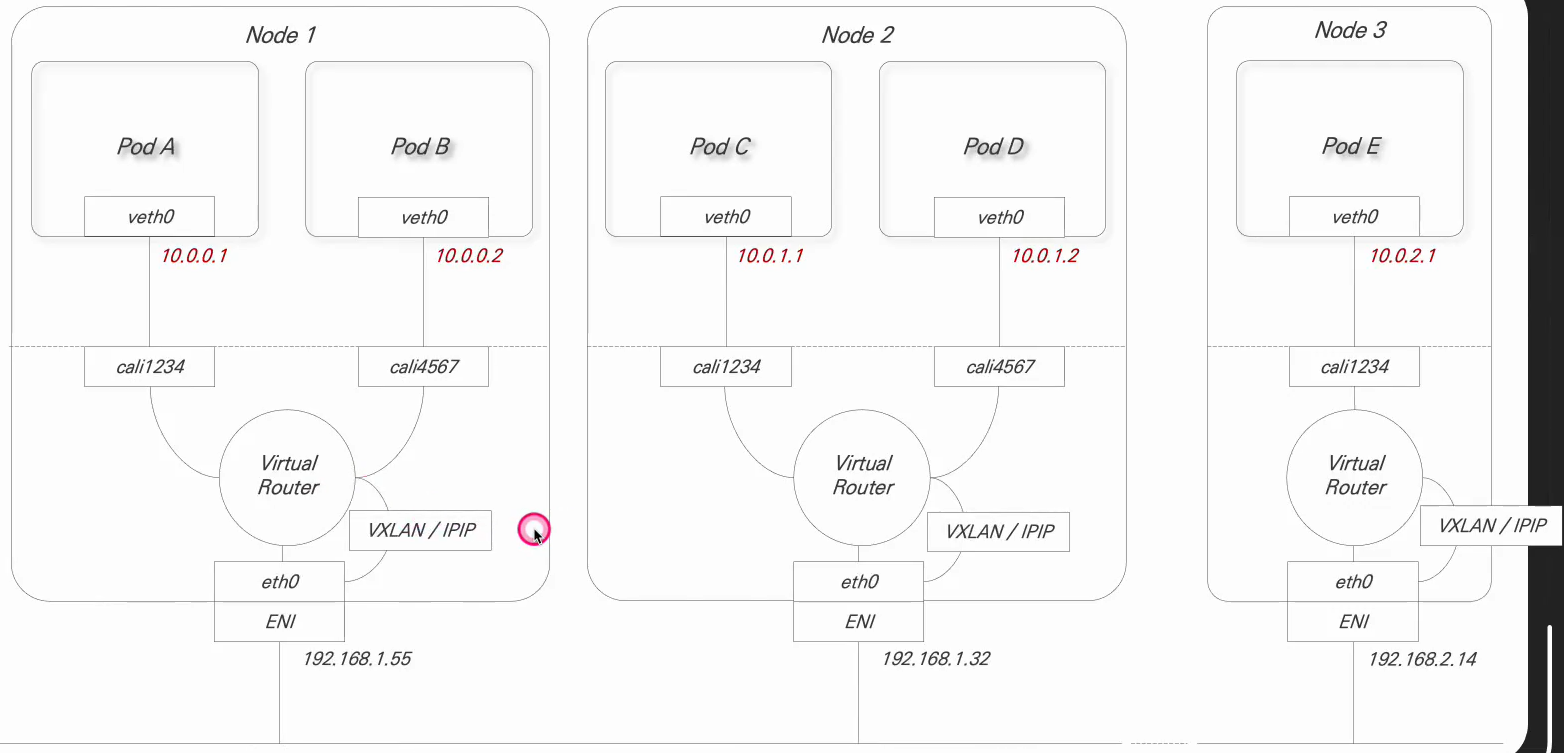 Node 1
Node 2
Node 3
Pod A
Pod B
Pod C
Pod D
Pod E
veth0
veth0
veth0
veth0
veth0
10.0.0.1
10.0.0.2
10.0.1.1
10.0.1.2
10.0.2.1
cali1234
cali4567
cali1234
cali4567
cali1234
Virtual
Router
Virtual
Router
Virtual
Router
VXLAN / IPIP
VXLAN / IPIP
VXLAN / IPIP
eth0
eth0
eth0
ENI
ENI
ENI
192.168.1.55
192.168.1.32
192.168.2.14